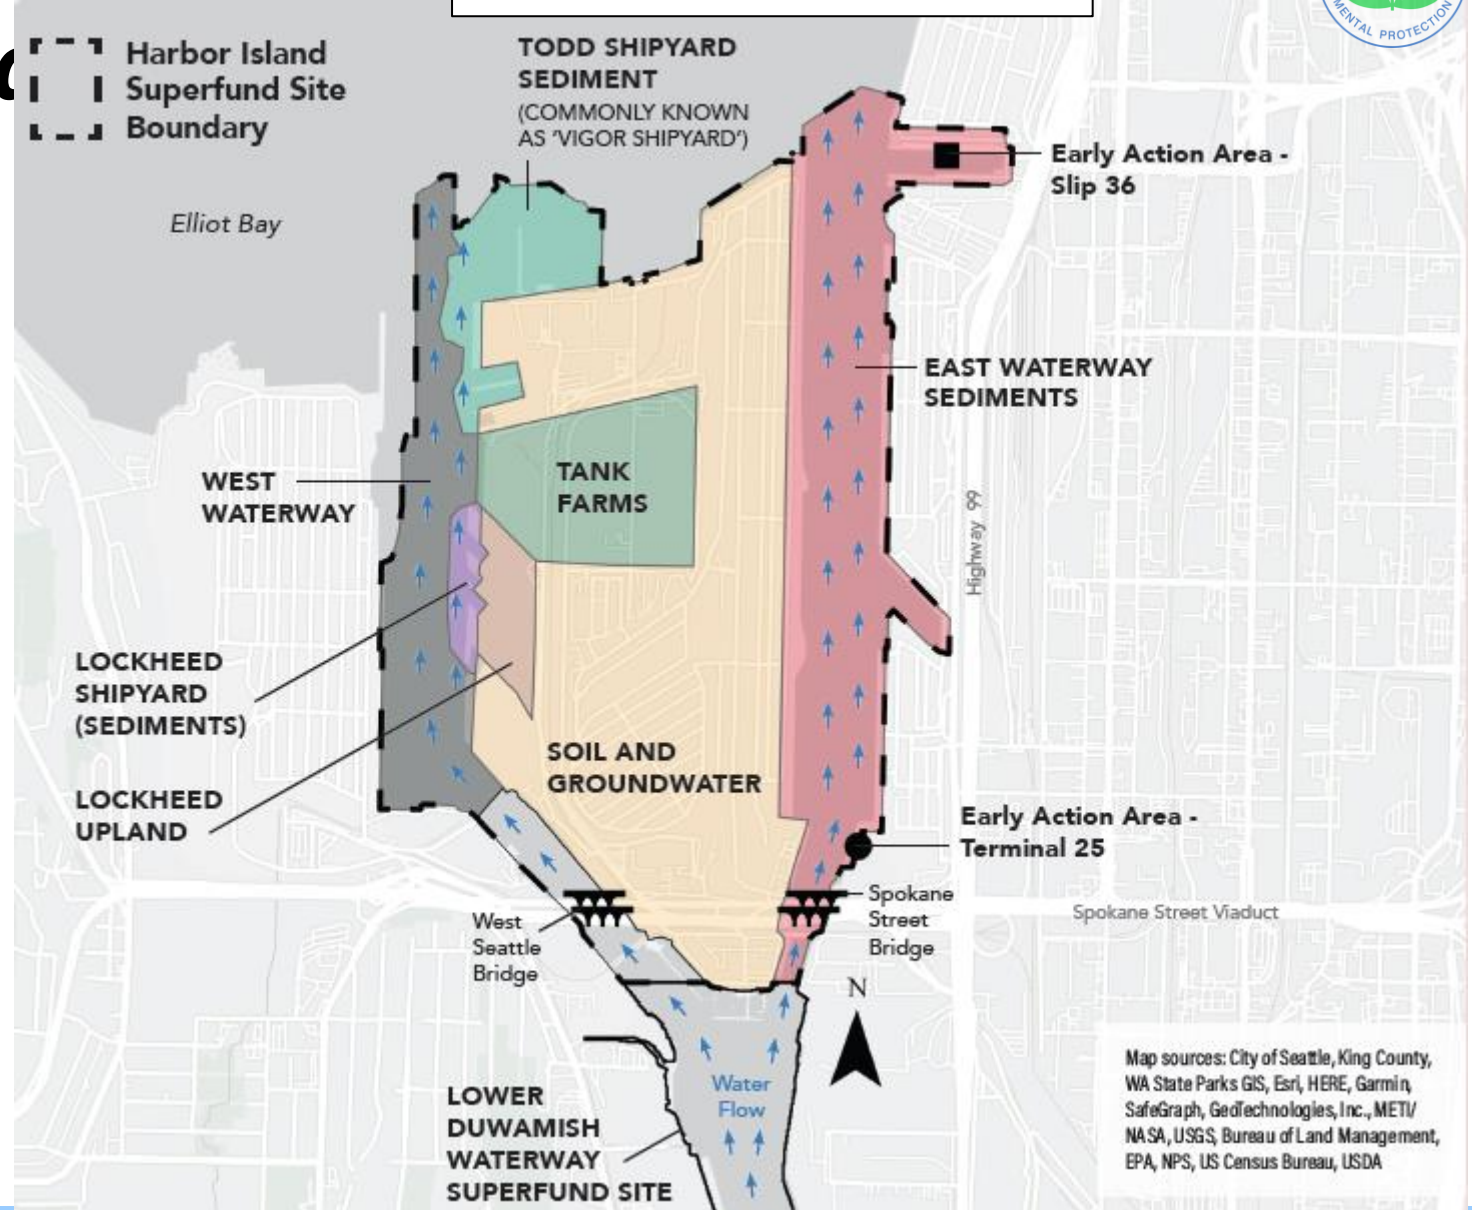 Harbor Island
Superfund Site
Boundary
TODD SHIPYARD
SEDIMENT
(COMMONLY KNOWN
AS 'VIGOR SHIPYARD')
MENTAL PROTECTION
Early Action Area -
Slip 36
Elliot Bay
EAST WATERWAY
SEDIMENTS
WEST
WATERWAY
TANK
FARMS
Highway 99
LOCKHEED
SHIPYARD
(SEDIMENTS)
LOCKHEED
UPLAND
SOIL AND
GROUNDWATER
Early Action Area -
Terminal 25
Spokane
Street
Bridge
Spokane Street Viaduct
West
Seattle
Bridge
N
Water
Flow
LOWER
DUWAMISH
WATERWAY
SUPERFUND SITE
Map sources: City of Seattle, King County,
WA State Parks GIS, Esri, HERE, Garmin,
SafeGraph, GeoTechnologies, Inc., METI/
NASA, USGS, Bureau of Land Management,
EPA, NPS, US Census Bureau, USDA